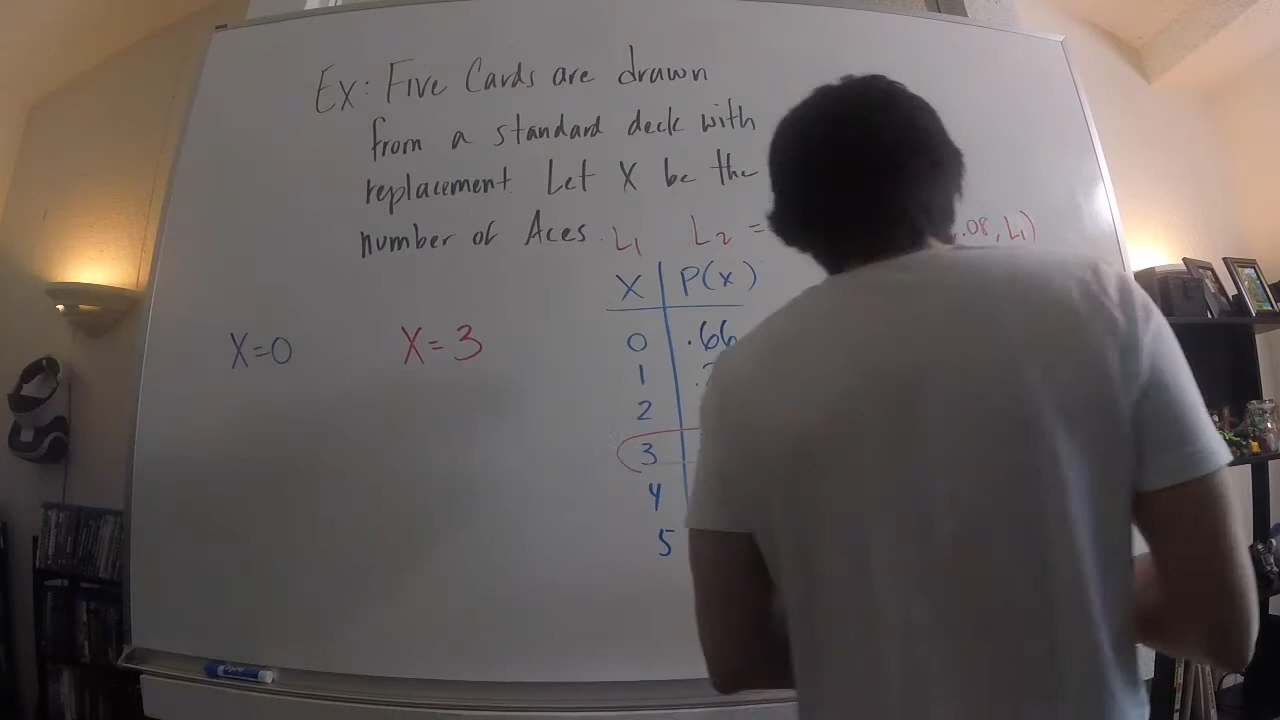 Ex: Five Cards are drawn
from a standard deck with
replacement. Let X be the
number of Aces.
L1 L2 = .08, L1)
X P(x)
0 .66
1
2
3
4
5
X=0 X=3